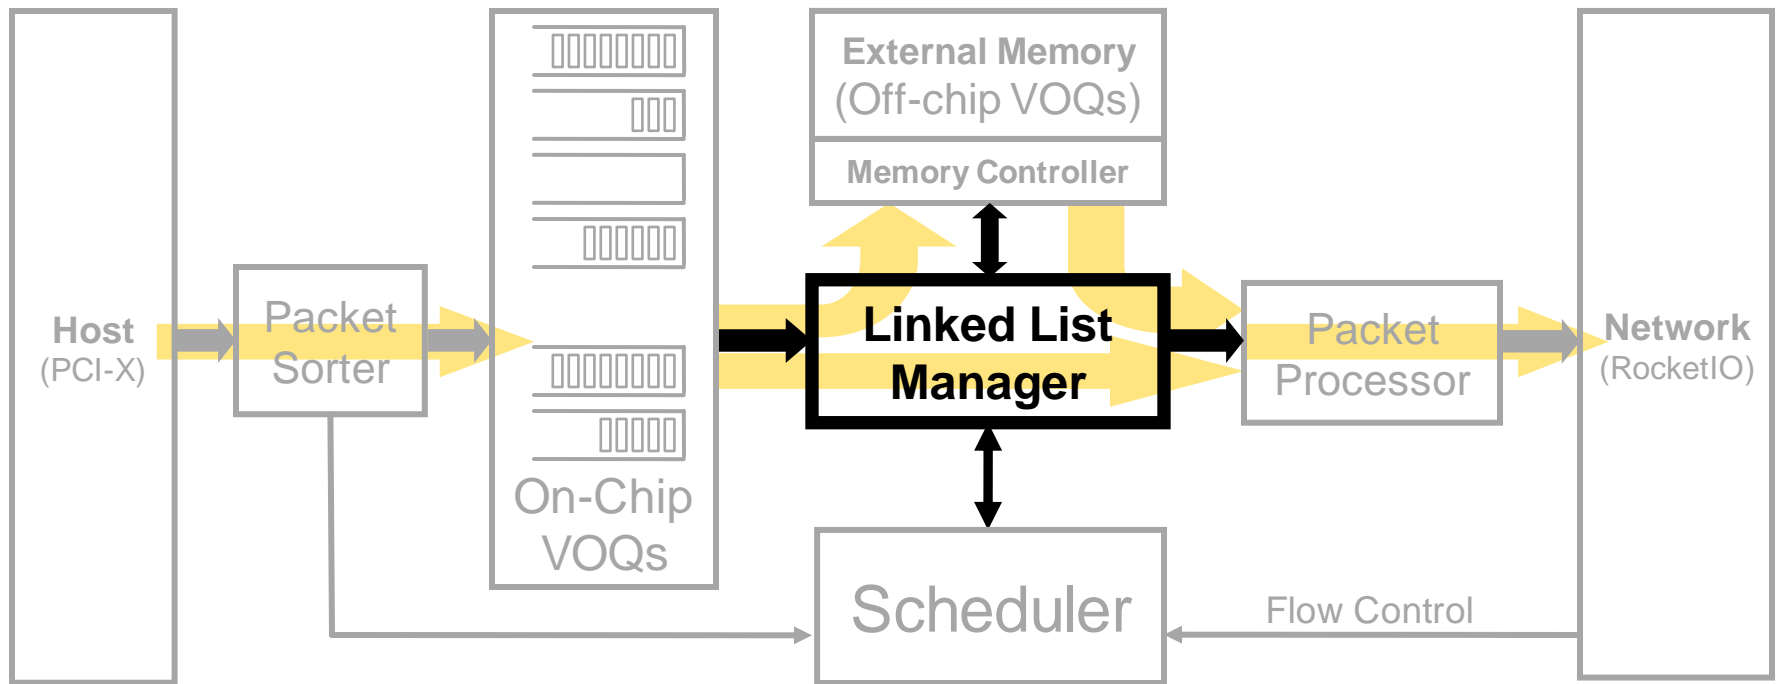 Host
(PCI-X)
Packet
Sorter
On-Chip
VOQs
External Memory
(Off-chip VOQs)
Memory Controller
Linked List
Manager
Scheduler
Packet
Processor
Flow Control
Network
(RocketIO)